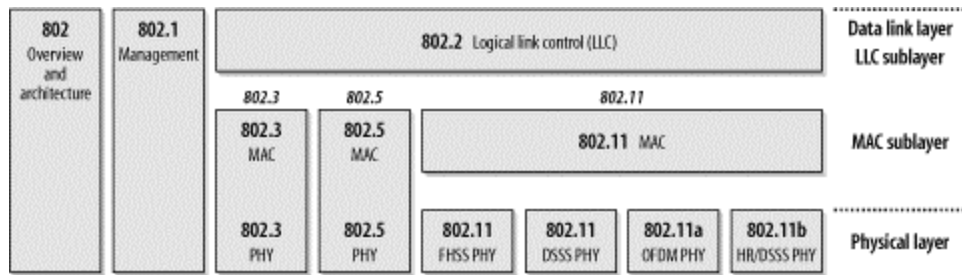 802
Overview
and
architecture
802.1
Management
802.2 Logical link control (LLC)
Data link layer
LLC sublayer
802.3
802.5
802.11
802.3
MAC
802.5
MAC
802.11 MAC
MAC sublayer
802.3
PHY
802.5
PHY
802.11
FHSS PHY
802.11
DSSS PHY
802.11a
OFDM PHY
802.11b
HR/DSSS PHY
Physical layer